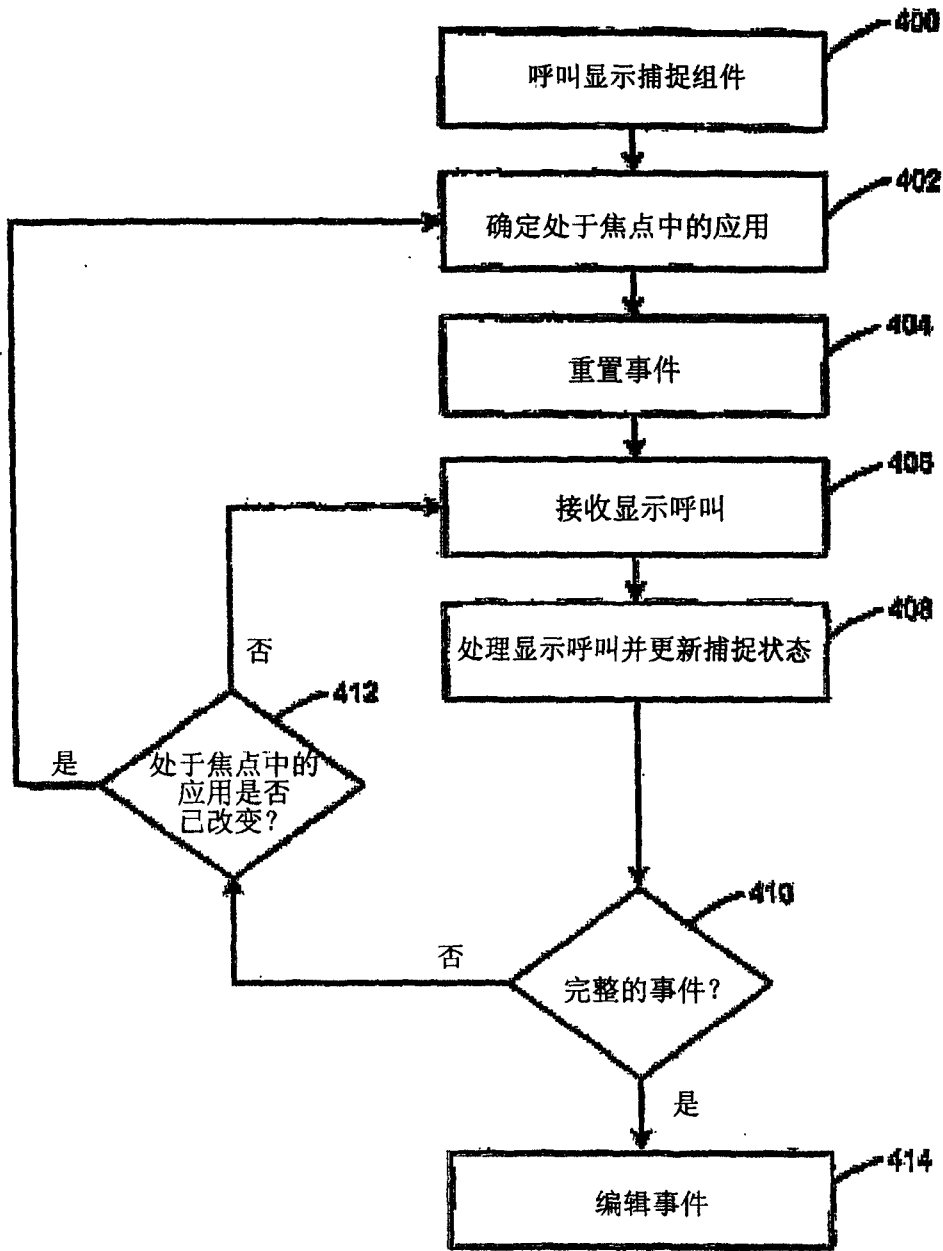 400
呼叫显示捕捉组件
402
确定处于焦点中的应用
404
重置事件
406
接收显示呼叫
408
处理显示呼叫并更新捕捉状态
否
412
是
处于焦点中的
应用是否
已改变？
410
否
完整的事件？
是
414
编辑事件